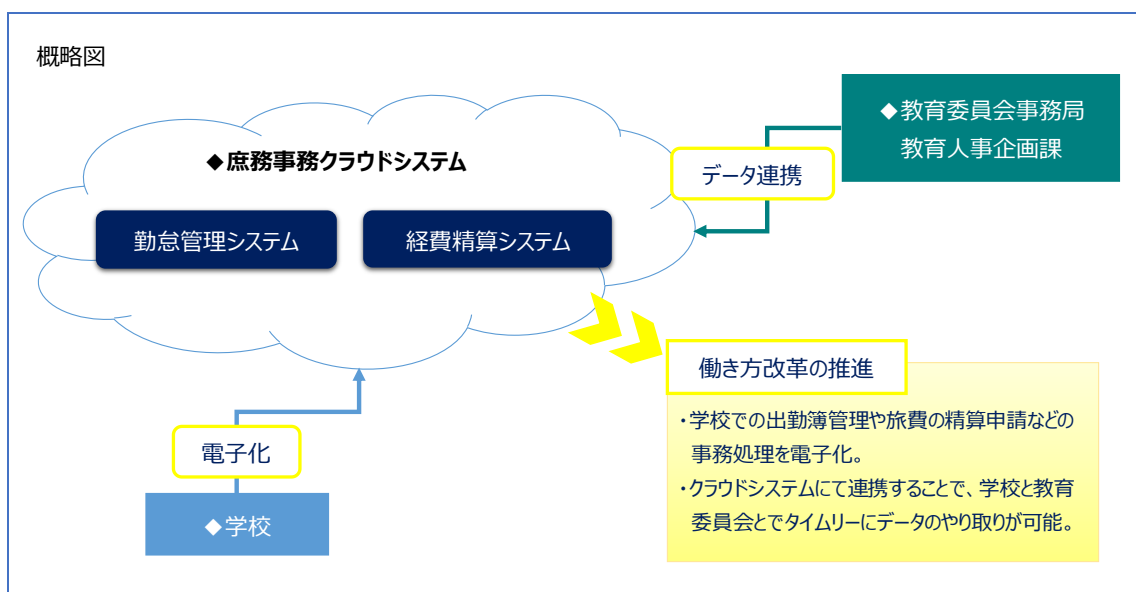 概略図
◆教育委員会事務局
教育人事企画課
◆庶務事務クラウドシステム
データ連携
勤怠管理システム
経費精算システム
働き方改革の推進
・学校での出勤簿管理や旅費の精算申請などの
事務処理を電子化。
・クラウドシステムにて連携することで、学校と教育
委員会とでタイムリーにデータのやり取りが可能。
電子化
◆学校